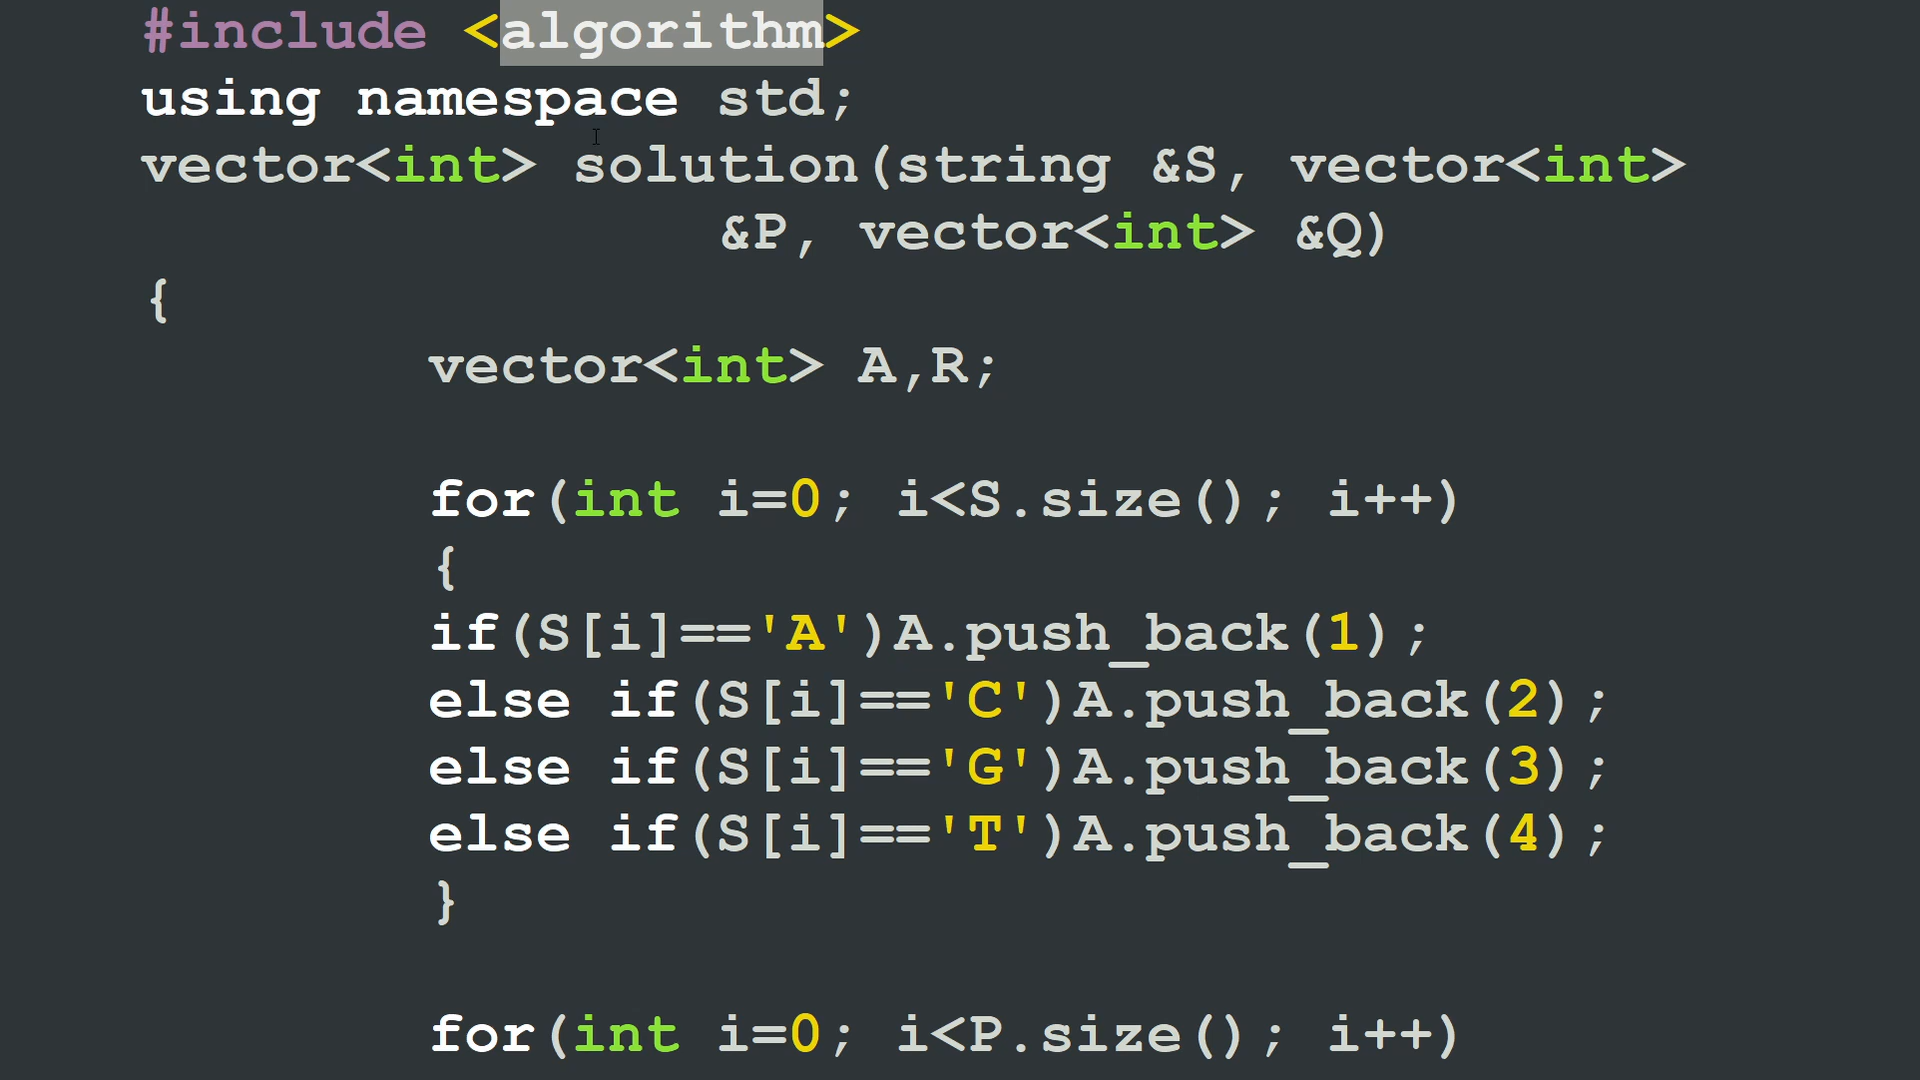 #include <algorithm>
using namespace std;
vector<int> solution(string &S, vector<int>
&P, vector<int> &Q)
{
vector<int> A,R;
for(int i=0; i<S.size(); i++)
{
if(S[i]=='A')A.push_back(1);
else if(S[i]=='C')A.push_back(2);
else if(S[i]=='G')A.push_back(3);
else if(S[i]=='T')A.push_back(4);
}
for(int i=0; i<P.size(); i++)